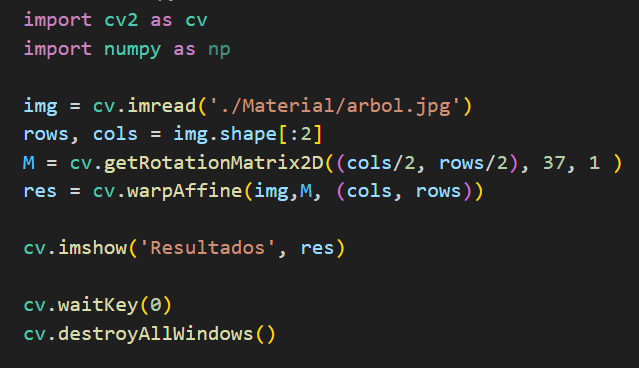 import cv2 as cv
import numpy as np
img = cv.imread('./Material/arbol.jpg')
rows, cols = img.shape[:2]
M = cv.getRotationMatrix2D((cols/2, rows/2), 37, 1 )
res = cv.warpAffine(img,M, (cols, rows))
cv.imshow('Resultados', res)
cv.waitKey(0)
cv.destroyAllWindows()